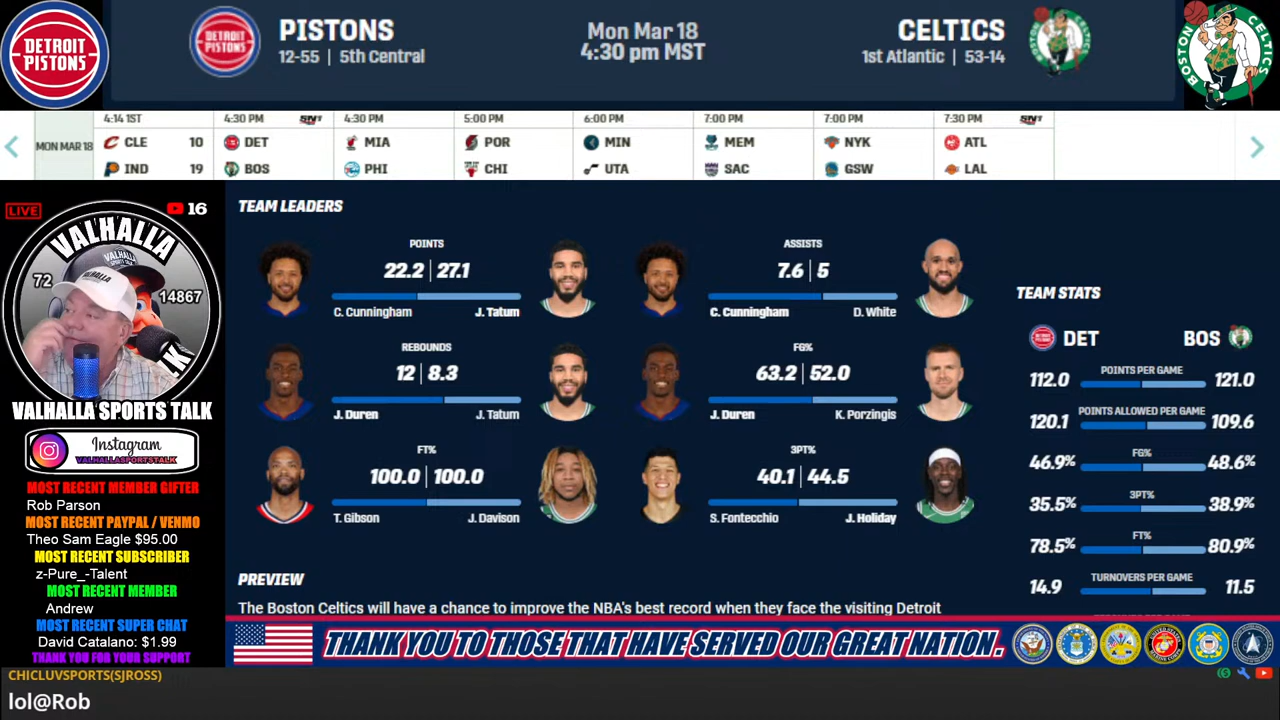 DETROIT
PISTONS
DETROIT
PISTONS
PISTONS
12-55 | 5th Central
Mon Mar 18
4:30 pm MST
CELTICS
1st Atlantic | 53-14
BOSTON
CELTICS
MON MAR 18
4:14 1ST
CLE 10
IND 19
4:30 PM
DET
BOS
4:30 PM
MIA
PHI
5:00 PM
POR
CHI
6:00 PM
MIN
UTA
7:00 PM
MEM
SAC
7:00 PM
NYK
GSW
7:30 PM
ATL
LAL
LIVE
16
VALHALLA
72
14867
VALHALLA SPORTS TALK
Instagram
VALHALLASPORTSTALK
MOST RECENT MEMBER GIFTER
Rob Parson
MOST RECENT PAYPAL / VENMO
Theo Sam Eagle $95.00
MOST RECENT SUBSCRIBER
z-Pure_-Talent
MOST RECENT MEMBER
Andrew
MOST RECENT SUPER CHAT
David Catalano: $1.99
THANK YOU FOR YOUR SUPPORT
TEAM LEADERS
POINTS
22.2 | 27.1
C. Cunningham J. Tatum
ASSISTS
7.6 | 5
C. Cunningham D. White
REBOUNDS
12 | 8.3
J. Duren J. Tatum
FG%
63.2 | 52.0
J. Duren K. Porzingis
FT%
100.0 | 100.0
T. Gibson J. Davison
3PT%
40.1 | 44.5
S. Fontecchio J. Holiday
TEAM STATS
DET BOS
POINTS PER GAME
112.0 121.0
POINTS ALLOWED PER GAME
120.1 109.6
FG%
46.9% 48.6%
3PT%
35.5% 38.9%
FT%
78.5% 80.9%
TURNOVERS PER GAME
14.9 11.5
PREVIEW
The Boston Celtics will have a chance to improve the NBA's best record when they face the visiting Detroit
THANK YOU TO THOSE THAT HAVE SERVED OUR GREAT NATION.
CHICLUVSPORTS(SJROSS)
lol@Rob